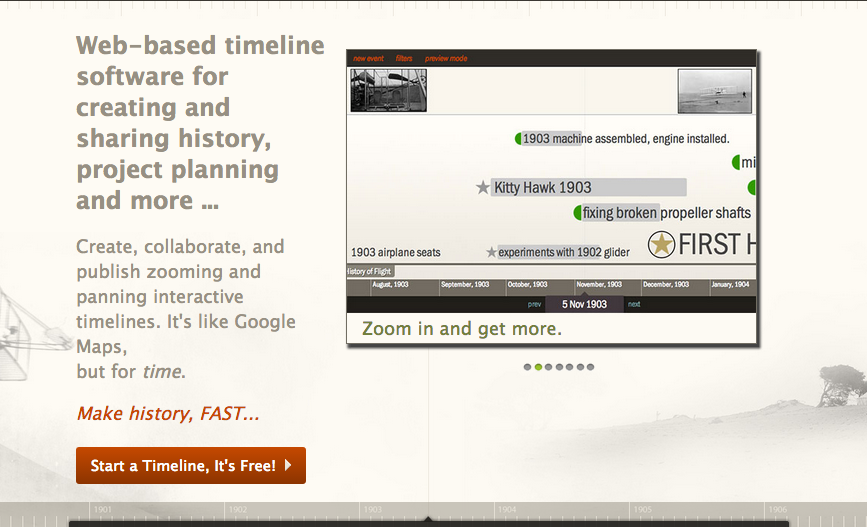 Web-based timeline
software for
creating and
sharing history,
project planning
and more ...
Create, collaborate, and
publish zooming and
panning interactive
timelines. It's like Google
Maps,
but for time.
Make history, FAST...
Start a Timeline, It's Free!
new event filters preview mode
1903 machine assembled, engine installed.
mi
Kitty Hawk 1903
fixing broken propeller shafts
FIRST H
1903 airplane seats
experiments with 1902 glider
History of Flight
August, 1903 September, 1903 October, 1903 November, 1903 December, 1903 January, 1904
prev 5 Nov 1903 next
Zoom in and get more.
1901 1902 1903 1904 1905 1906